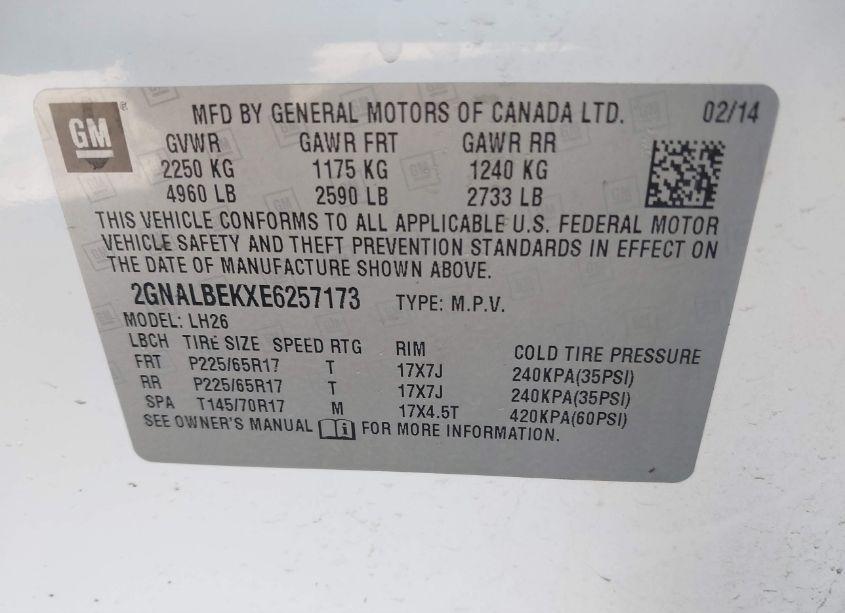 GM
®
MFD BY GENERAL MOTORS OF CANADA LTD. 02/14
GVWR GAWR FRT GAWR RR
2250 KG 1175 KG 1240 KG
4960 LB 2590 LB 2733 LB
THIS VEHICLE CONFORMS TO ALL APPLICABLE U.S. FEDERAL MOTOR
VEHICLE SAFETY AND THEFT PREVENTION STANDARDS IN EFFECT ON
THE DATE OF MANUFACTURE SHOWN ABOVE.
2GNALBEKXE6257173 TYPE: M.P.V.
MODEL: LH26
LBCH TIRE SIZE SPEED RTG RIM COLD TIRE PRESSURE
FRT P225/65R17 T 17X7J 240KPA(35PSI)
RR P225/65R17 T 17X7J 240KPA(35PSI)
SPA T145/70R17 M 17X4.5T 420KPA(60PSI)
SEE OWNER'S MANUAL i FOR MORE INFORMATION.